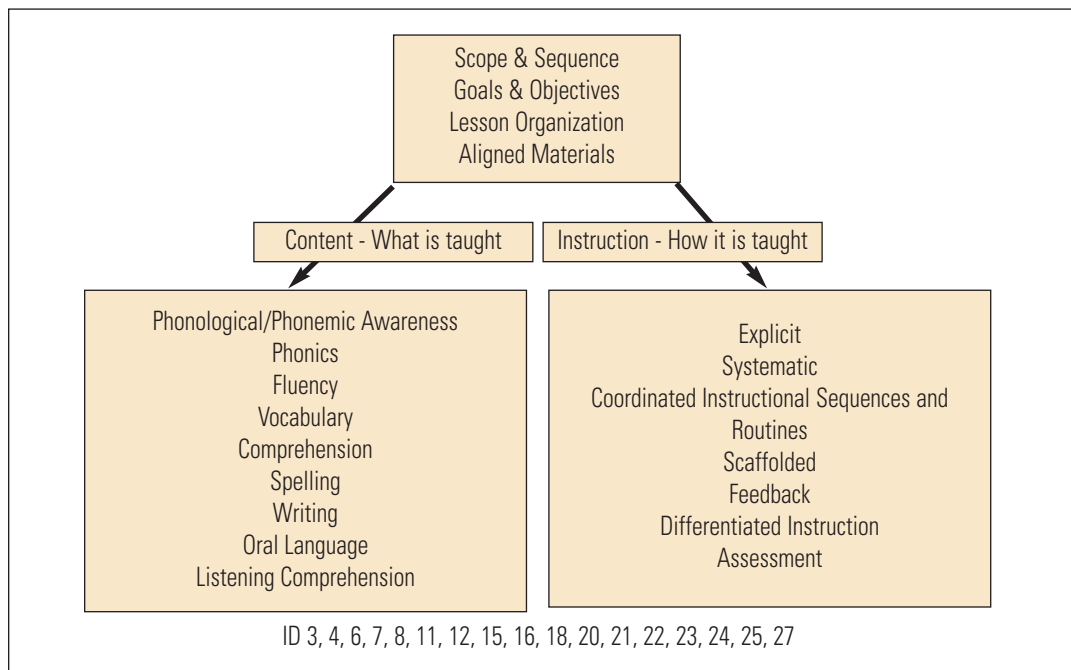 Scope & Sequence
Goals & Objectives
Lesson Organization
Aligned Materials
Content - What is taught
Instruction - How it is taught
Phonological/Phonemic Awareness
Phonics
Fluency
Vocabulary
Comprehension
Spelling
Writing
Oral Language
Listening Comprehension
Explicit
Systematic
Coordinated Instructional Sequences and
Routines
Scaffolded
Feedback
Differentiated Instruction
Assessment
ID 3, 4, 6, 7, 8, 11, 12, 15, 16, 18, 20, 21, 22, 23, 24, 25, 27